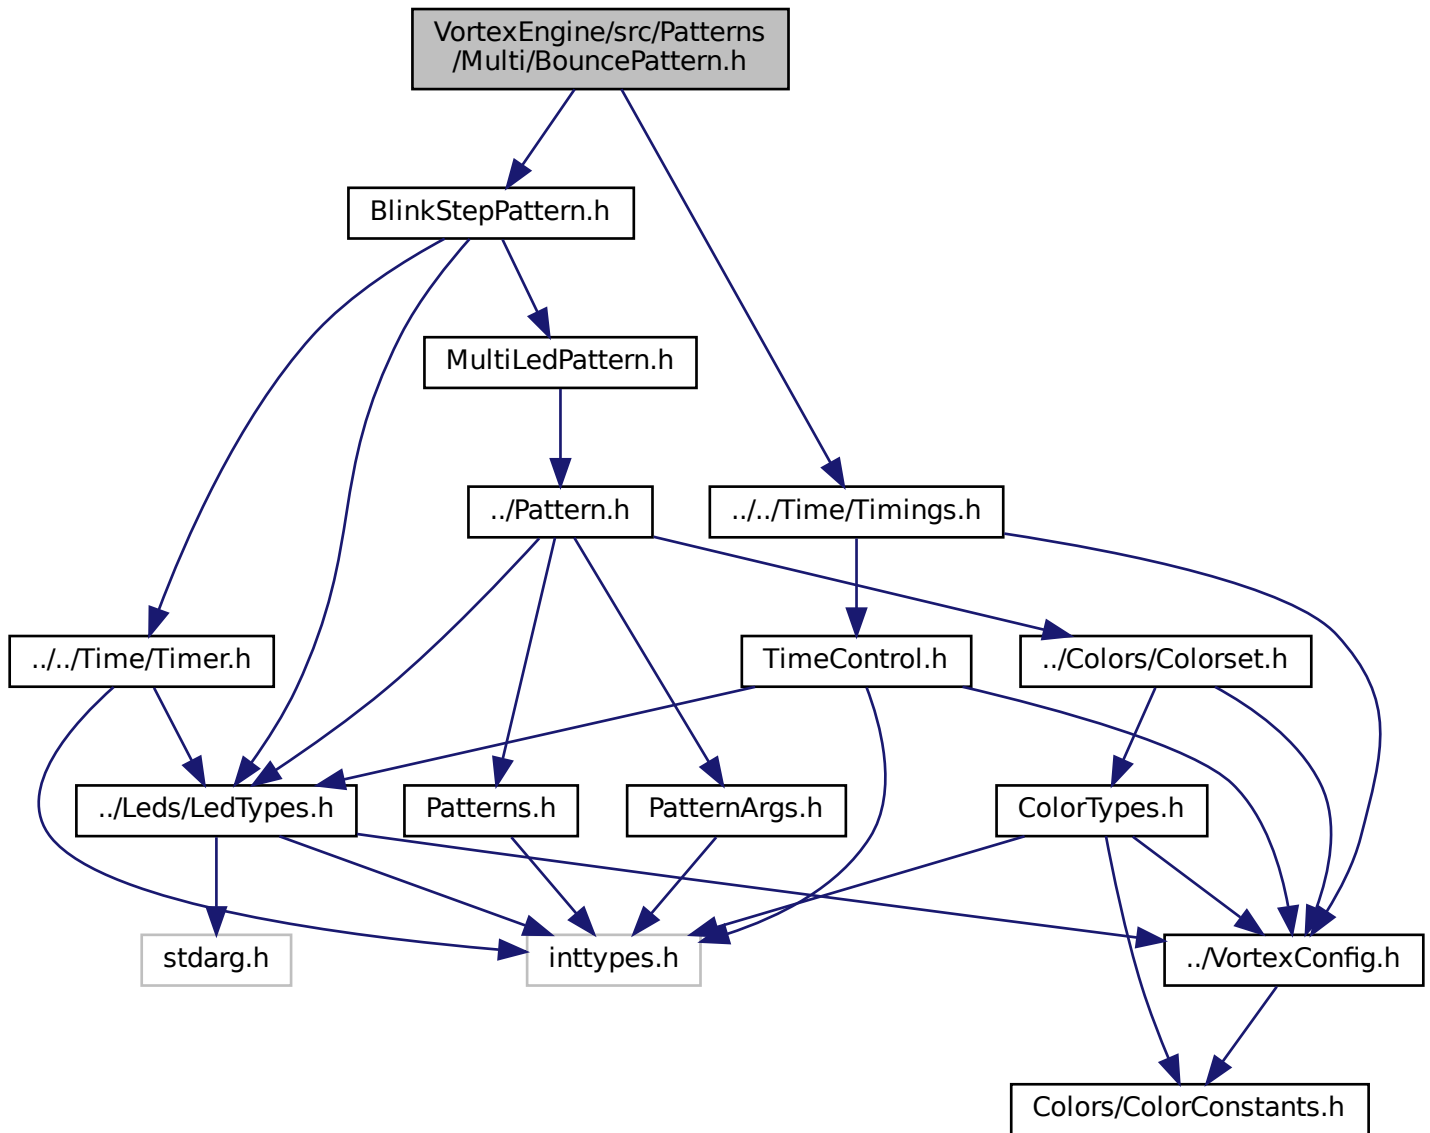 VortexEngine/src/Patterns
/Multi/BouncePattern.h
BlinkStepPattern.h
MultiLedPattern.h
../Pattern.h
../../Time/Timings.h
../../Time/Timer.h
TimeControl.h
../Colors/Colorset.h
../Leds/LedTypes.h
Patterns.h
PatternArgs.h
ColorTypes.h
stdarg.h
inttypes.h
../VortexConfig.h
Colors/ColorConstants.h